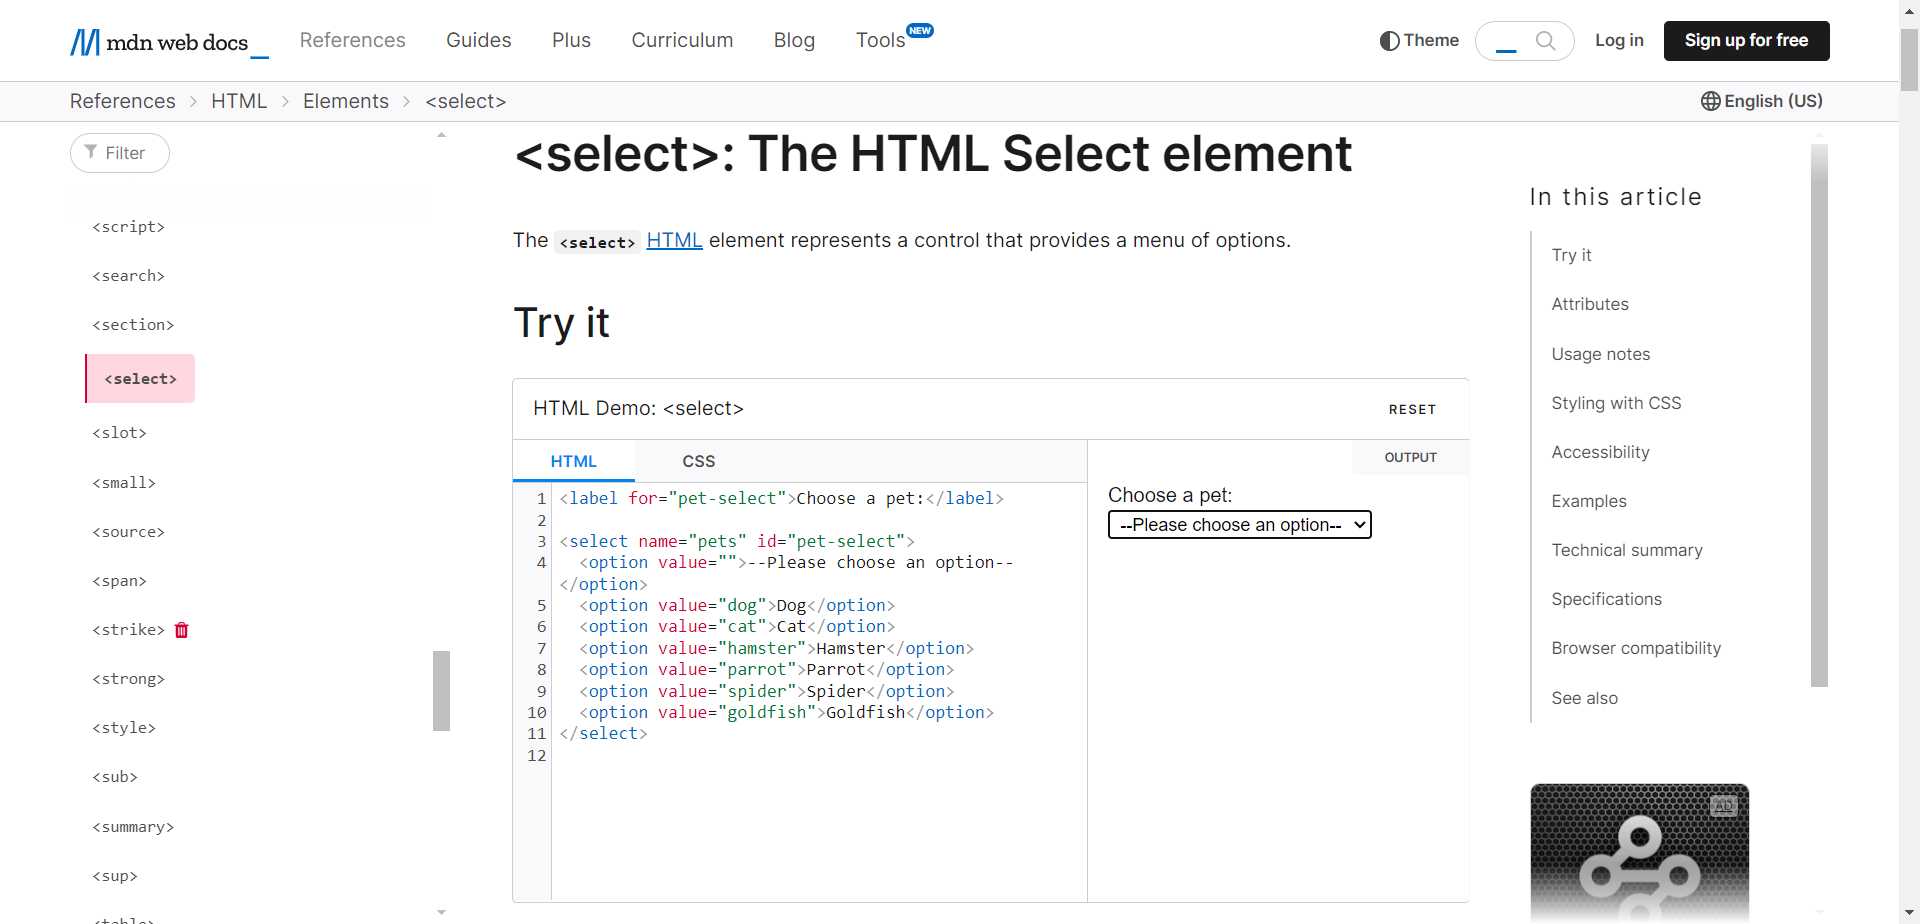 mdn web docs_
References
Guides
Plus
Curriculum
Blog
Tools NEW
Theme
Log in
Sign up for free
References > HTML > Elements > <select>
English (US)
Filter
<script>
<search>
<section>
<select>
<slot>
<small>
<source>
<span>
<strike>
<strong>
<style>
<sub>
<summary>
<sup>
<select>: The HTML Select element
The <select> HTML element represents a control that provides a menu of options.
Try it
HTML Demo: <select>
RESET
HTML
CSS
1 <label for="pet-select">Choose a pet:</label>
2
3 <select name="pets" id="pet-select">
4 <option value="">--Please choose an option--
</option>
5 <option value="dog">Dog</option>
6 <option value="cat">Cat</option>
7 <option value="hamster">Hamster</option>
8 <option value="parrot">Parrot</option>
9 <option value="spider">Spider</option>
10 <option value="goldfish">Goldfish</option>
11 </select>
12
OUTPUT
Choose a pet:
--Please choose an option--
In this article
Try it
Attributes
Usage notes
Styling with CSS
Accessibility
Examples
Technical summary
Specifications
Browser compatibility
See also
AD